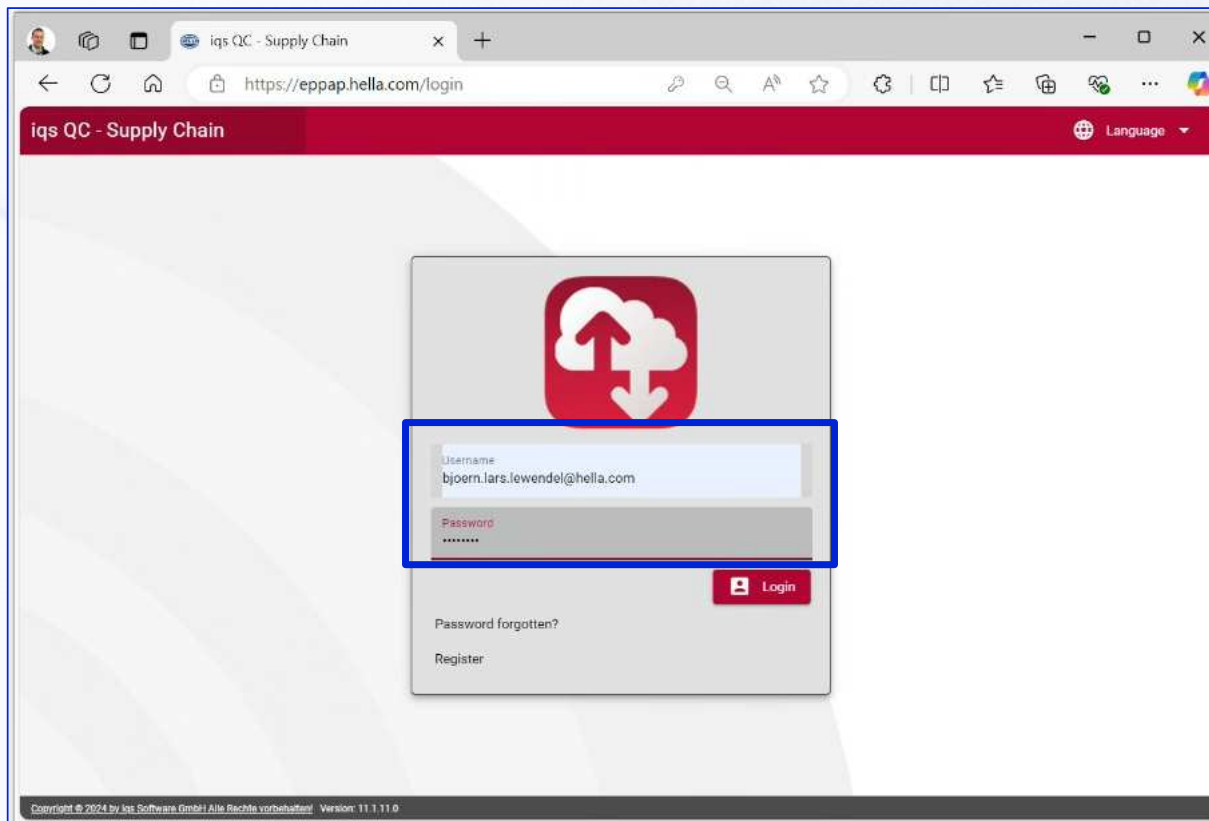 iqs QC - Supply Chain
https://eppap.hella.com/login
iqs QC - Supply Chain
Language
Username
bjoern.lars.lewendel@hella.com
Password
••••••••
Login
Password forgotten?
Register
Copyright © 2024 by iqs Software GmbH Alle Rechte vorbehalten! Version: 11.1.11.0